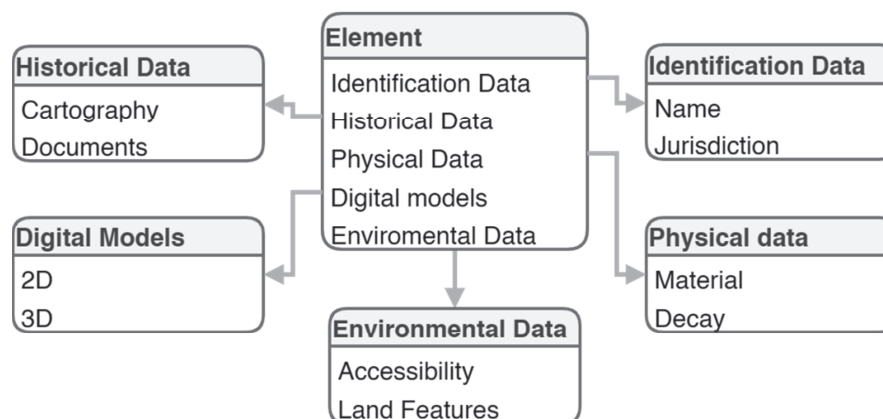 Element
Identification Data
Historical Data
Physical Data
Digital models
Enviromental Data
Historical Data
Cartography
Documents
Identification Data
Name
Jurisdiction
Digital Models
2D
3D
Physical data
Material
Decay
Environmental Data
Accessibility
Land Features